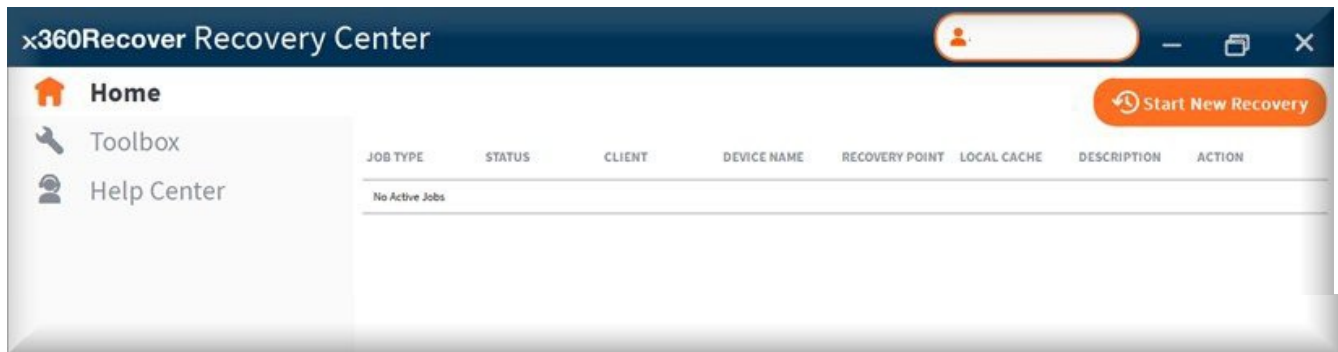 x360Recover Recovery Center
Home
Start New Recovery
Toolbox
JOB TYPE STATUS CLIENT DEVICE NAME RECOVERY POINT LOCAL CACHE DESCRIPTION ACTION
Help Center
No Active Jobs